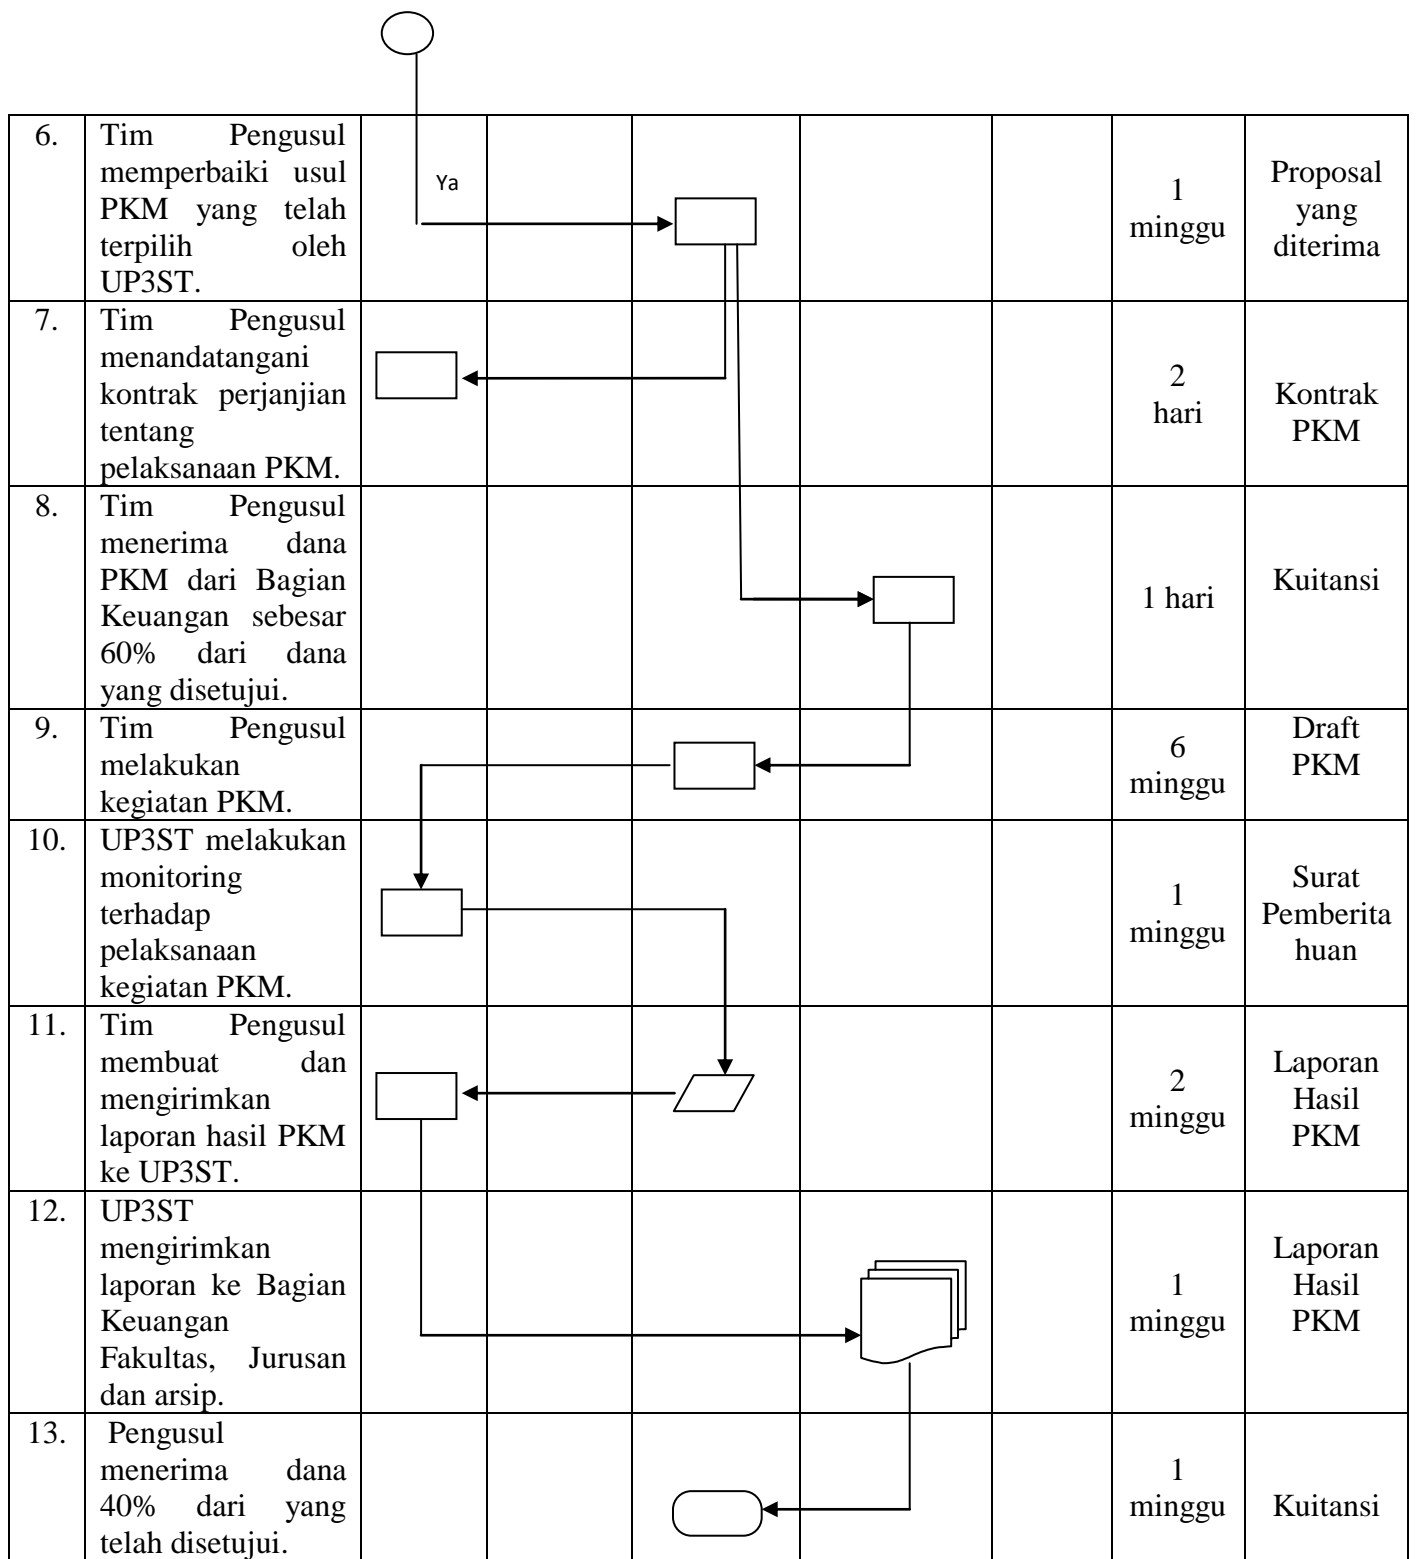 6.
Tim Pengusul
memperbaiki usul
PKM yang telah
terpilih oleh
UP3ST.
Ya
1
minggu
Proposal
yang
diterima
7.
Tim Pengusul
menandatangani
kontrak perjanjian
tentang
pelaksanaan PKM.
2
hari
Kontrak
PKM
8.
Tim Pengusul
menerima dana
PKM dari Bagian
Keuangan sebesar
60% dari dana
yang disetujui.
1 hari
Kuitansi
9.
Tim Pengusul
melakukan
kegiatan PKM.
6
minggu
Draft
PKM
10.
UP3ST melakukan
monitoring
terhadap
pelaksanaan
kegiatan PKM.
1
minggu
Surat
Pemberita
huan
11.
Tim Pengusul
membuat dan
mengirimkan
laporan hasil PKM
ke UP3ST.
2
minggu
Laporan
Hasil
PKM
12.
UP3ST
mengirimkan
laporan ke Bagian
Keuangan
Fakultas, Jurusan
dan arsip.
1
minggu
Laporan
Hasil
PKM
13.
Pengusul
menerima dana
40% dari yang
telah disetujui.
1
minggu
Kuitansi